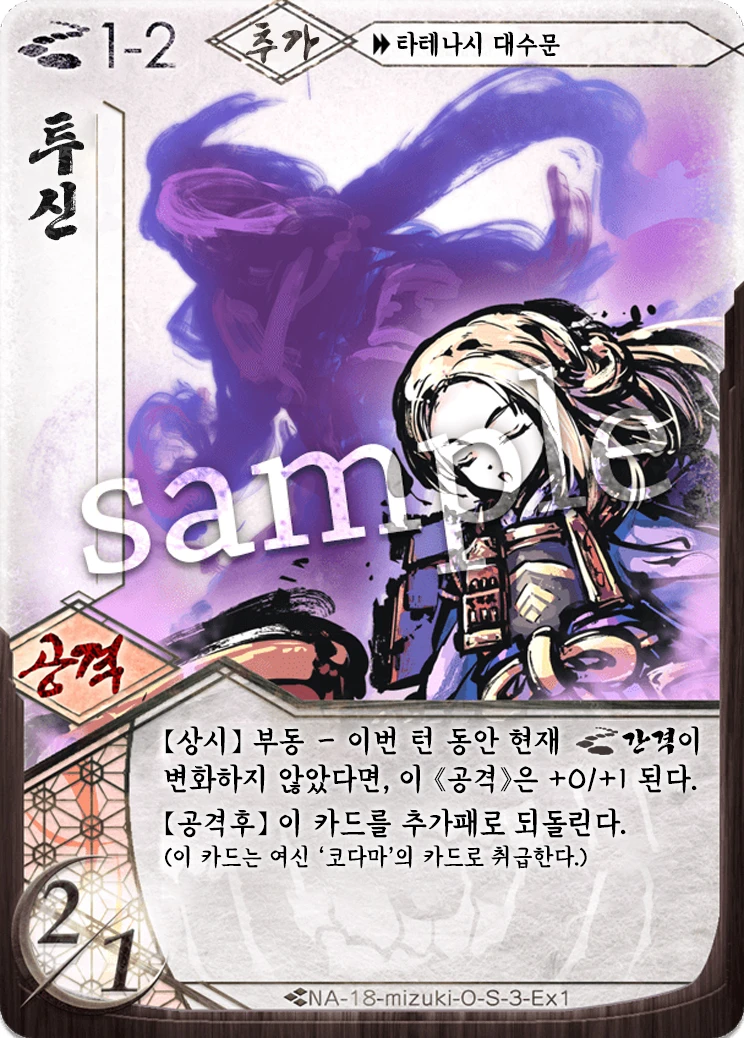 1-2
추가
타테나시 대수문
투신
sample
공격
【상시】 부동 - 이번 턴 동안 현재 간격이
변화하지 않았다면, 이 《공격》은 +0/+1 된다.
【공격후】 이 카드를 추가패로 되돌린다.
(이 카드는 여신 '코다마'의 카드로 취급한다.)
2/1
NA-18-mizuki-O-S-3-Ex1